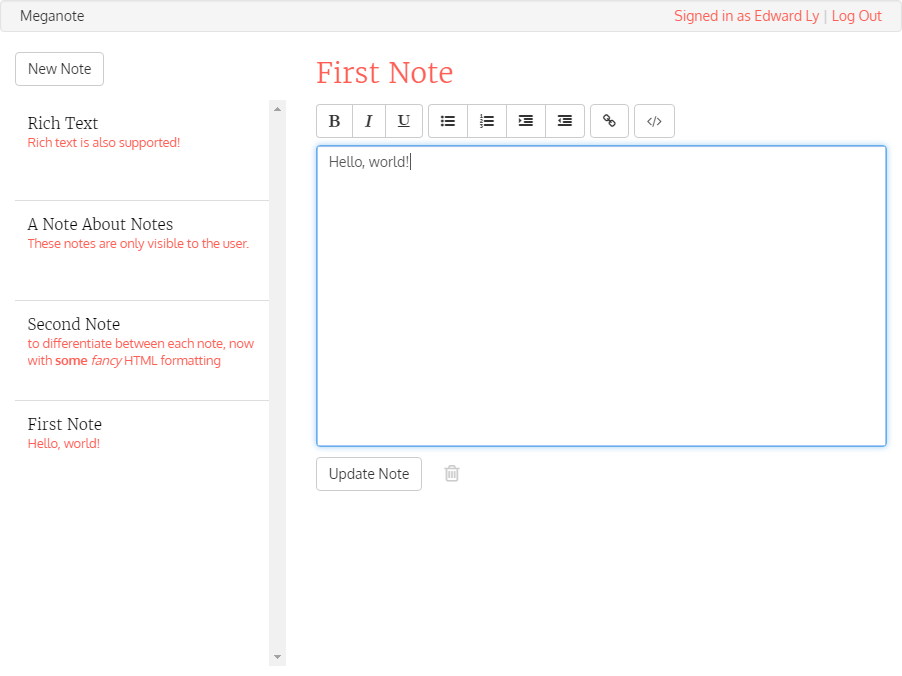 Meganote
Signed in as Edward Ly | Log Out
New Note
Rich Text
Rich text is also supported!
A Note About Notes
These notes are only visible to the user.
Second Note
to differentiate between each note, now
with some fancy HTML formatting
First Note
Hello, world!
First Note
B I U </>
Hello, world!
Update Note